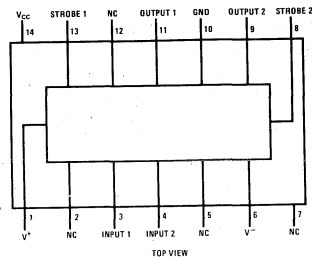 VCC STROBE 1 NC OUTPUT 1 GND OUTPUT 2 STROBE 2
14 13 12 11 10 9 8
1 2 3 4 5 6 7
V+ NC INPUT 1 INPUT 2 NC V− NC
TOP VIEW